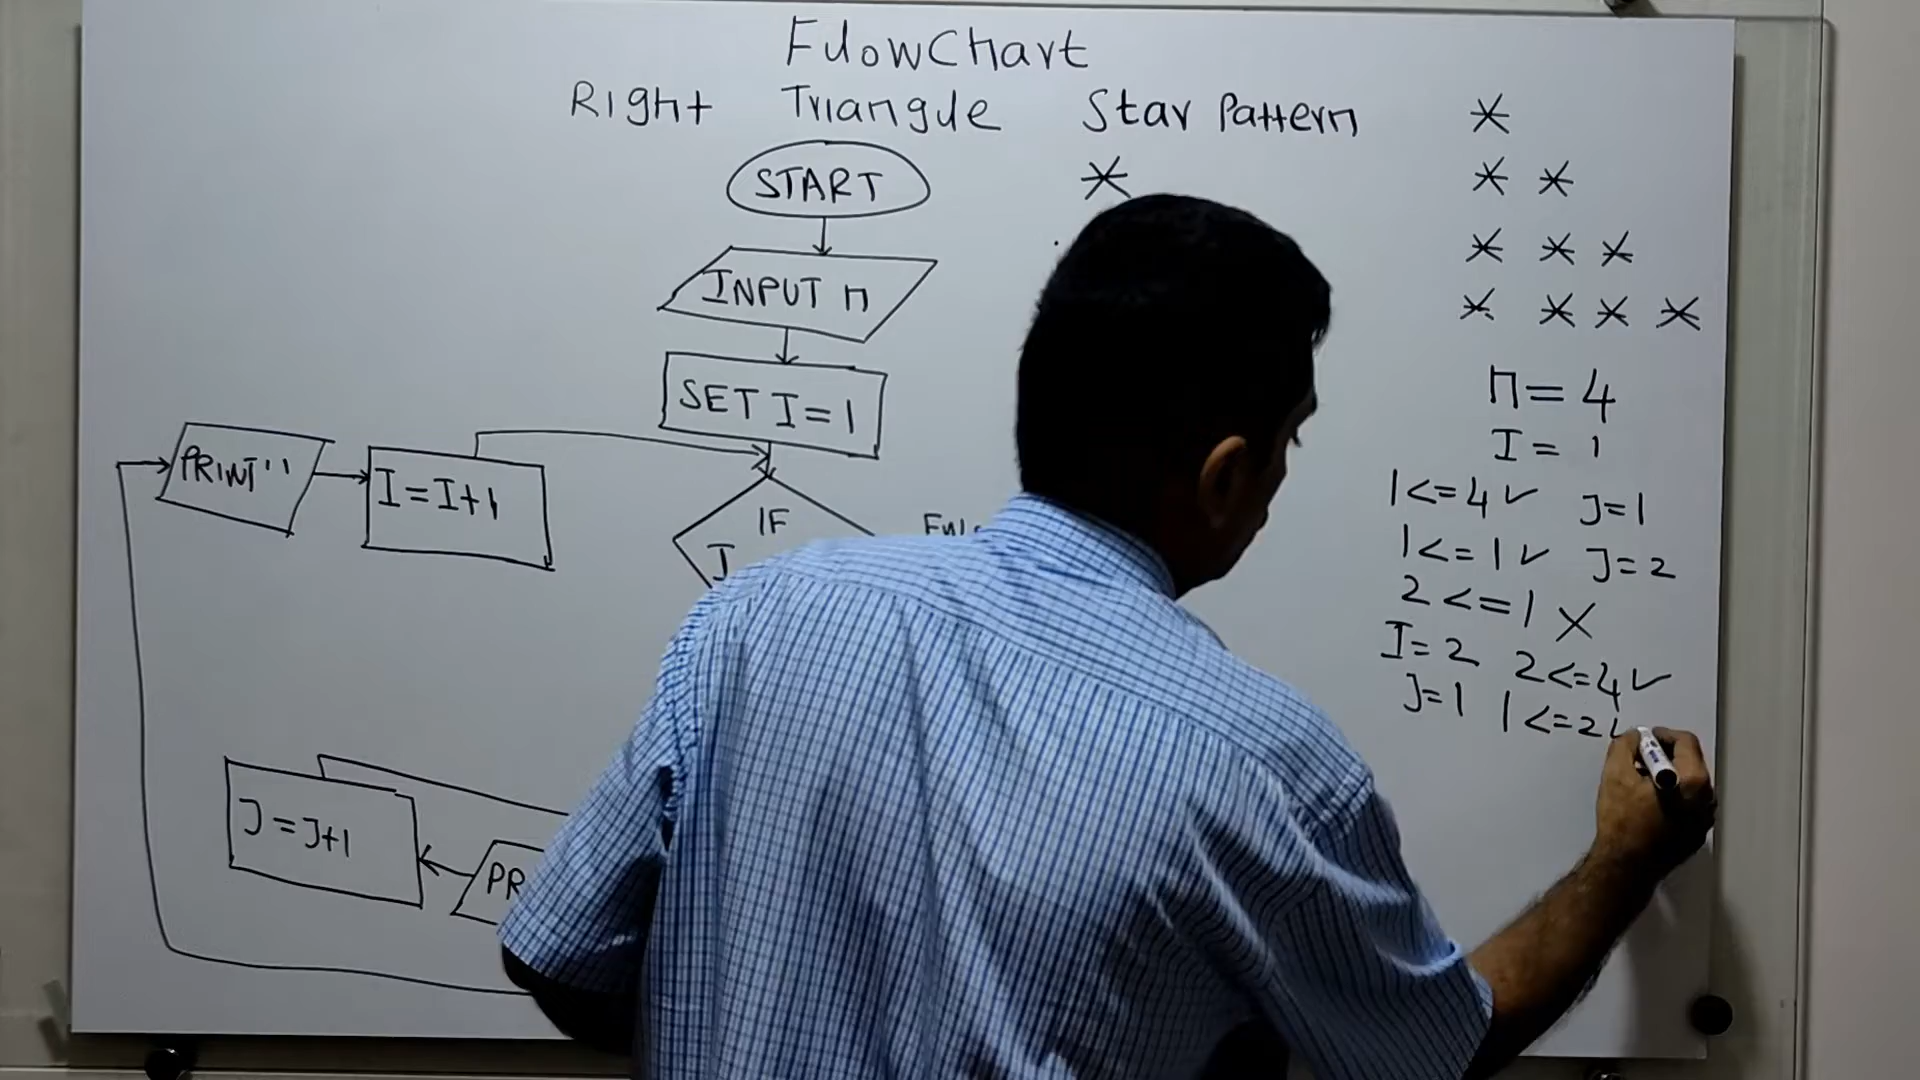 FlowChart
Right Triangle Star Pattern
*
* *
* * *
* * * *
START
*
INPUT n
SET I=1
PRINT ''
I=I+1
IF
I
J=J+1
PR
n=4
I=1
1<=4✓ J=1
1<=1✓ J=2
2<=1 X
I=2 2<=4✓
J=1 1<=2